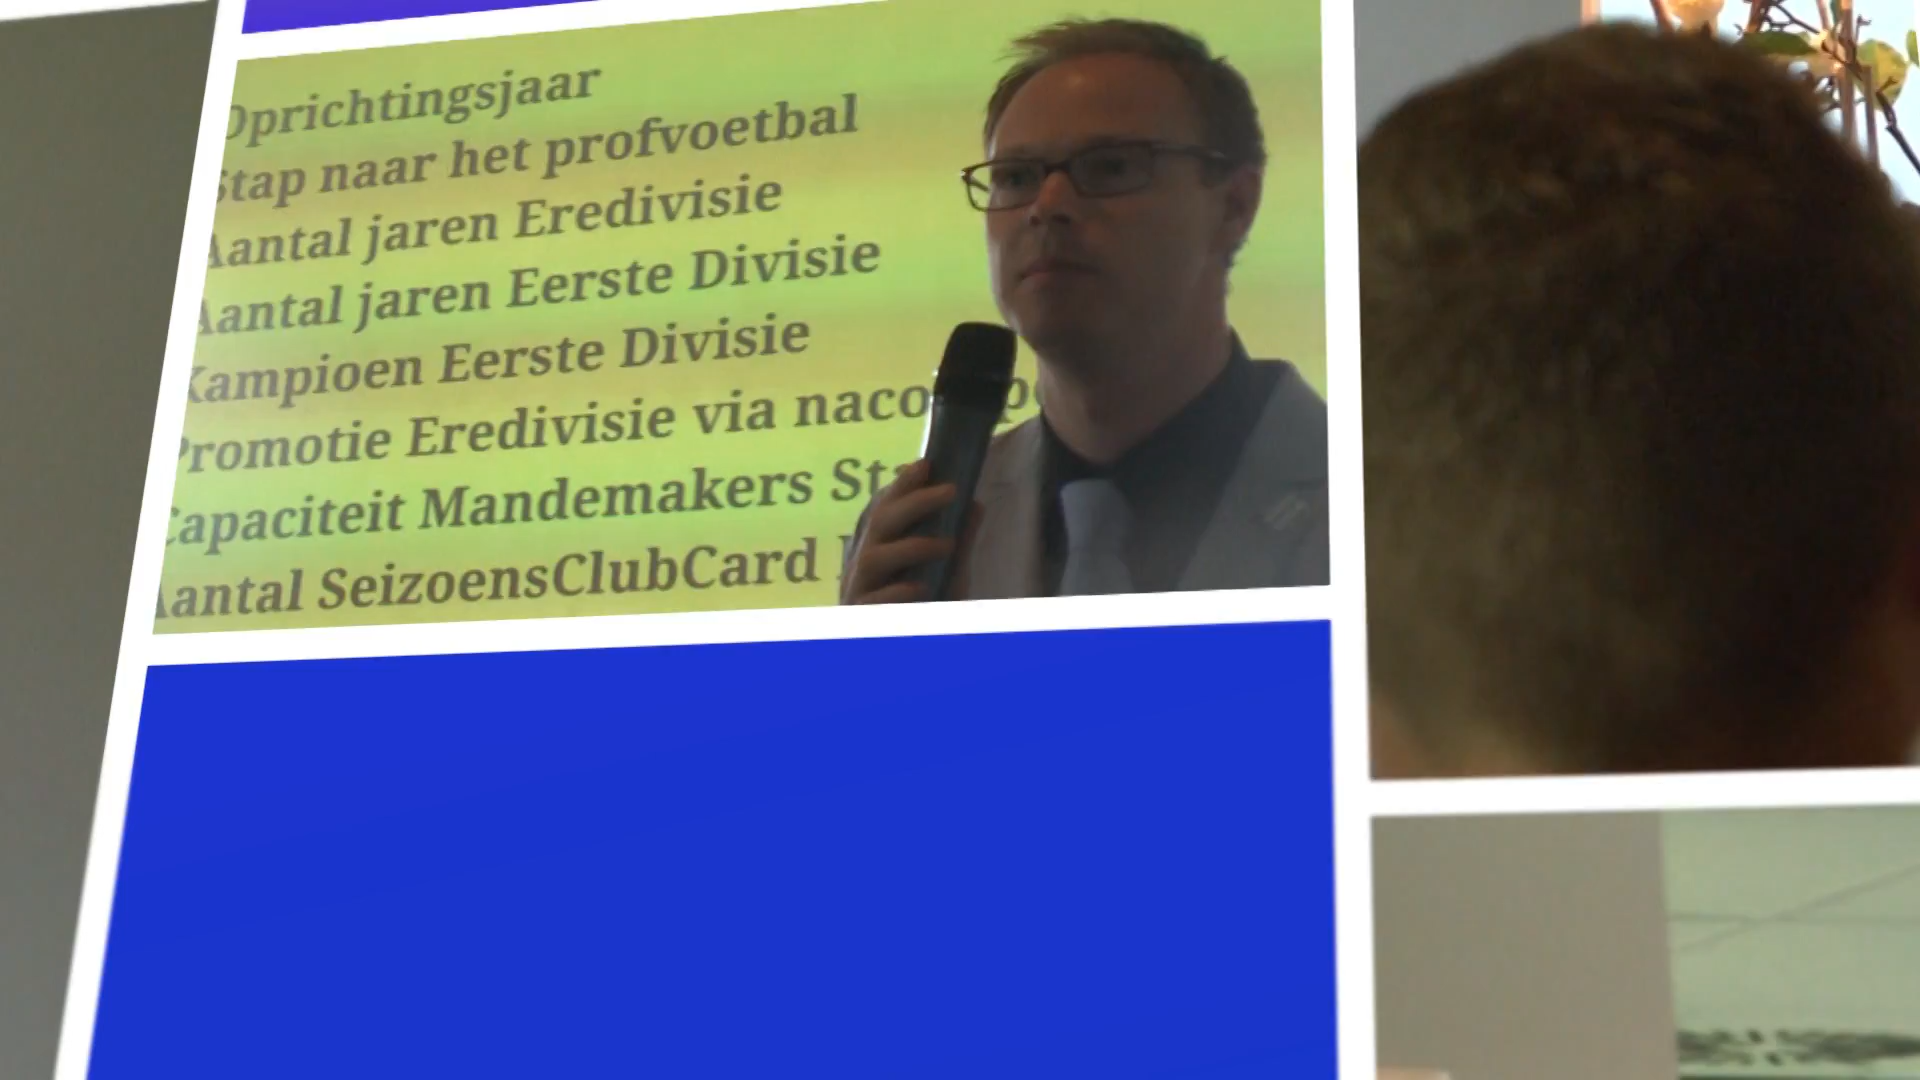 Oprichtingsjaar
Stap naar het profvoetbal
Aantal jaren Eredivisie
Aantal jaren Eerste Divisie
Kampioen Eerste Divisie
Promotie Eredivisie via
Capaciteit Mandemakers
Aantal SeizoensClubCard